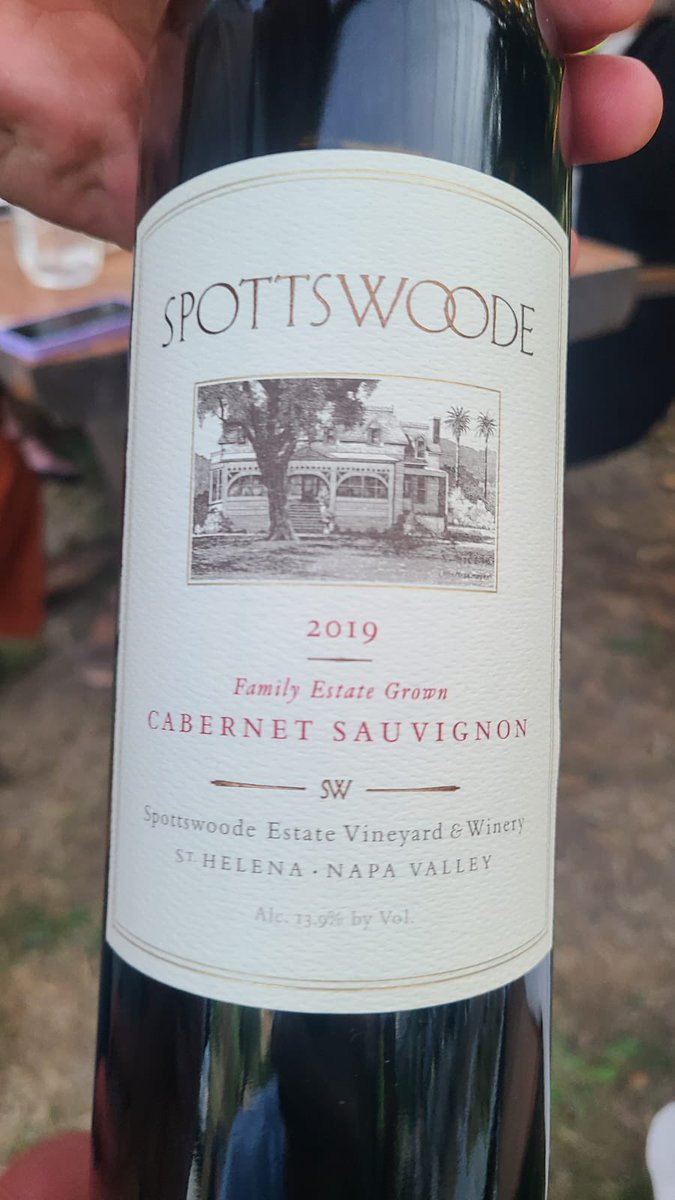 SPOTTSWOODE
2019
Family Estate Grown
CABERNET SAUVIGNON
SW
Spottswoode Estate Vineyard & Winery
ST HELENA · NAPA VALLEY
Alc. 13.9% by Vol.